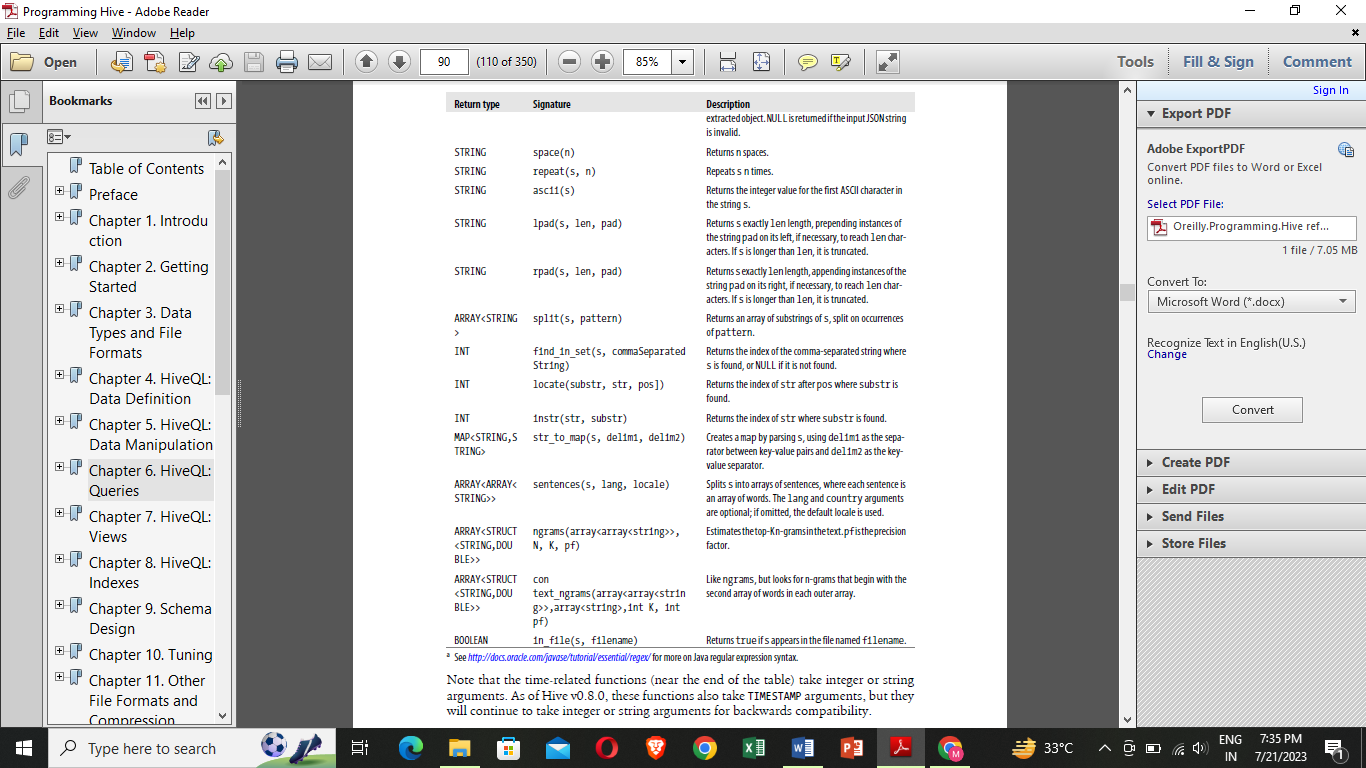 Programming Hive - Adobe Reader
File Edit View Window Help
Open 90 (110 of 350) 85% Tools Fill & Sign Comment
Sign In
Bookmarks
Table of Contents
Preface
Chapter 1. Introdu
ction
Chapter 2. Getting
Started
Chapter 3. Data
Types and File
Formats
Chapter 4. HiveQL:
Data Definition
Chapter 5. HiveQL:
Data Manipulation
Chapter 6. HiveQL:
Queries
Chapter 7. HiveQL:
Views
Chapter 8. HiveQL:
Indexes
Chapter 9. Schema
Design
Chapter 10. Tuning
Chapter 11. Other
File Formats and
Compression
Return type Signature Description
extracted object. NULL is returned if the input JSON string
is invalid.
STRING space(n) Returns n spaces.
STRING repeat(s, n) Repeats s n times.
STRING ascii(s) Returns the integer value for the first ASCII character in
the string s.
STRING lpad(s, len, pad) Returns s exactly len length, prepending instances of
the string pad on its left, if necessary, to reach len char-
acters. If s is longer than len, it is truncated.
STRING rpad(s, len, pad) Returns s exactly len length, appending instances of the
string pad on its right, if necessary, to reach len char-
acters. If s is longer than len, it is truncated.
ARRAY<STRING split(s, pattern) Returns an array of substrings of s, split on occurrences
> of pattern.
INT find_in_set(s, commaSeparated Returns the index of the comma-separated string where
String) s is found, or NULL if it is not found.
INT locate(substr, str, pos]) Returns the index of str after pos where substr is
found.
INT instr(str, substr) Returns the index of str where substr is found.
MAP<STRING,S str_to_map(s, delim1, delim2) Creates a map by parsing s, using delim1 as the sepa-
TRING> rator between key-value pairs and delim2 as the key-
value separator.
ARRAY<ARRAY< sentences(s, lang, locale) Splits s into arrays of sentences, where each sentence is
STRING>> an array of words. The lang and country arguments
are optional; if omitted, the default locale is used.
ARRAY<STRUCT ngrams(array<array<string>>, Estimates the top-K n-grams in the text. pf is the precision
<STRING,DOU N, K, pf) factor.
BLE>>
ARRAY<STRUCT con Like ngrams, but looks for n-grams that begin with the
<STRING,DOU text_ngrams(array<array<strin second array of words in each outer array.
BLE>> g>>,array<string>,int K, int
pf)
BOOLEAN in_file(s, filename) Returns true if s appears in the file named filename.
a See http://docs.oracle.com/javase/tutorial/essential/regex/ for more on Java regular expression syntax.
Note that the time-related functions (near the end of the table) take integer or string
arguments. As of Hive v0.8.0, these functions also take TIMESTAMP arguments, but they
will continue to take integer or string arguments for backwards compatibility.
Export PDF
Adobe ExportPDF
Convert PDF files to Word or Excel
online.
Select PDF File:
Oreilly.Programming.Hive ref...
1 file / 7.05 MB
Convert To:
Microsoft Word (*.docx)
Recognize Text in English(U.S.)
Change
Convert
Create PDF
Edit PDF
Send Files
Store Files
Type here to search
33°C
ENG
IN
7:35 PM
7/21/2023
1